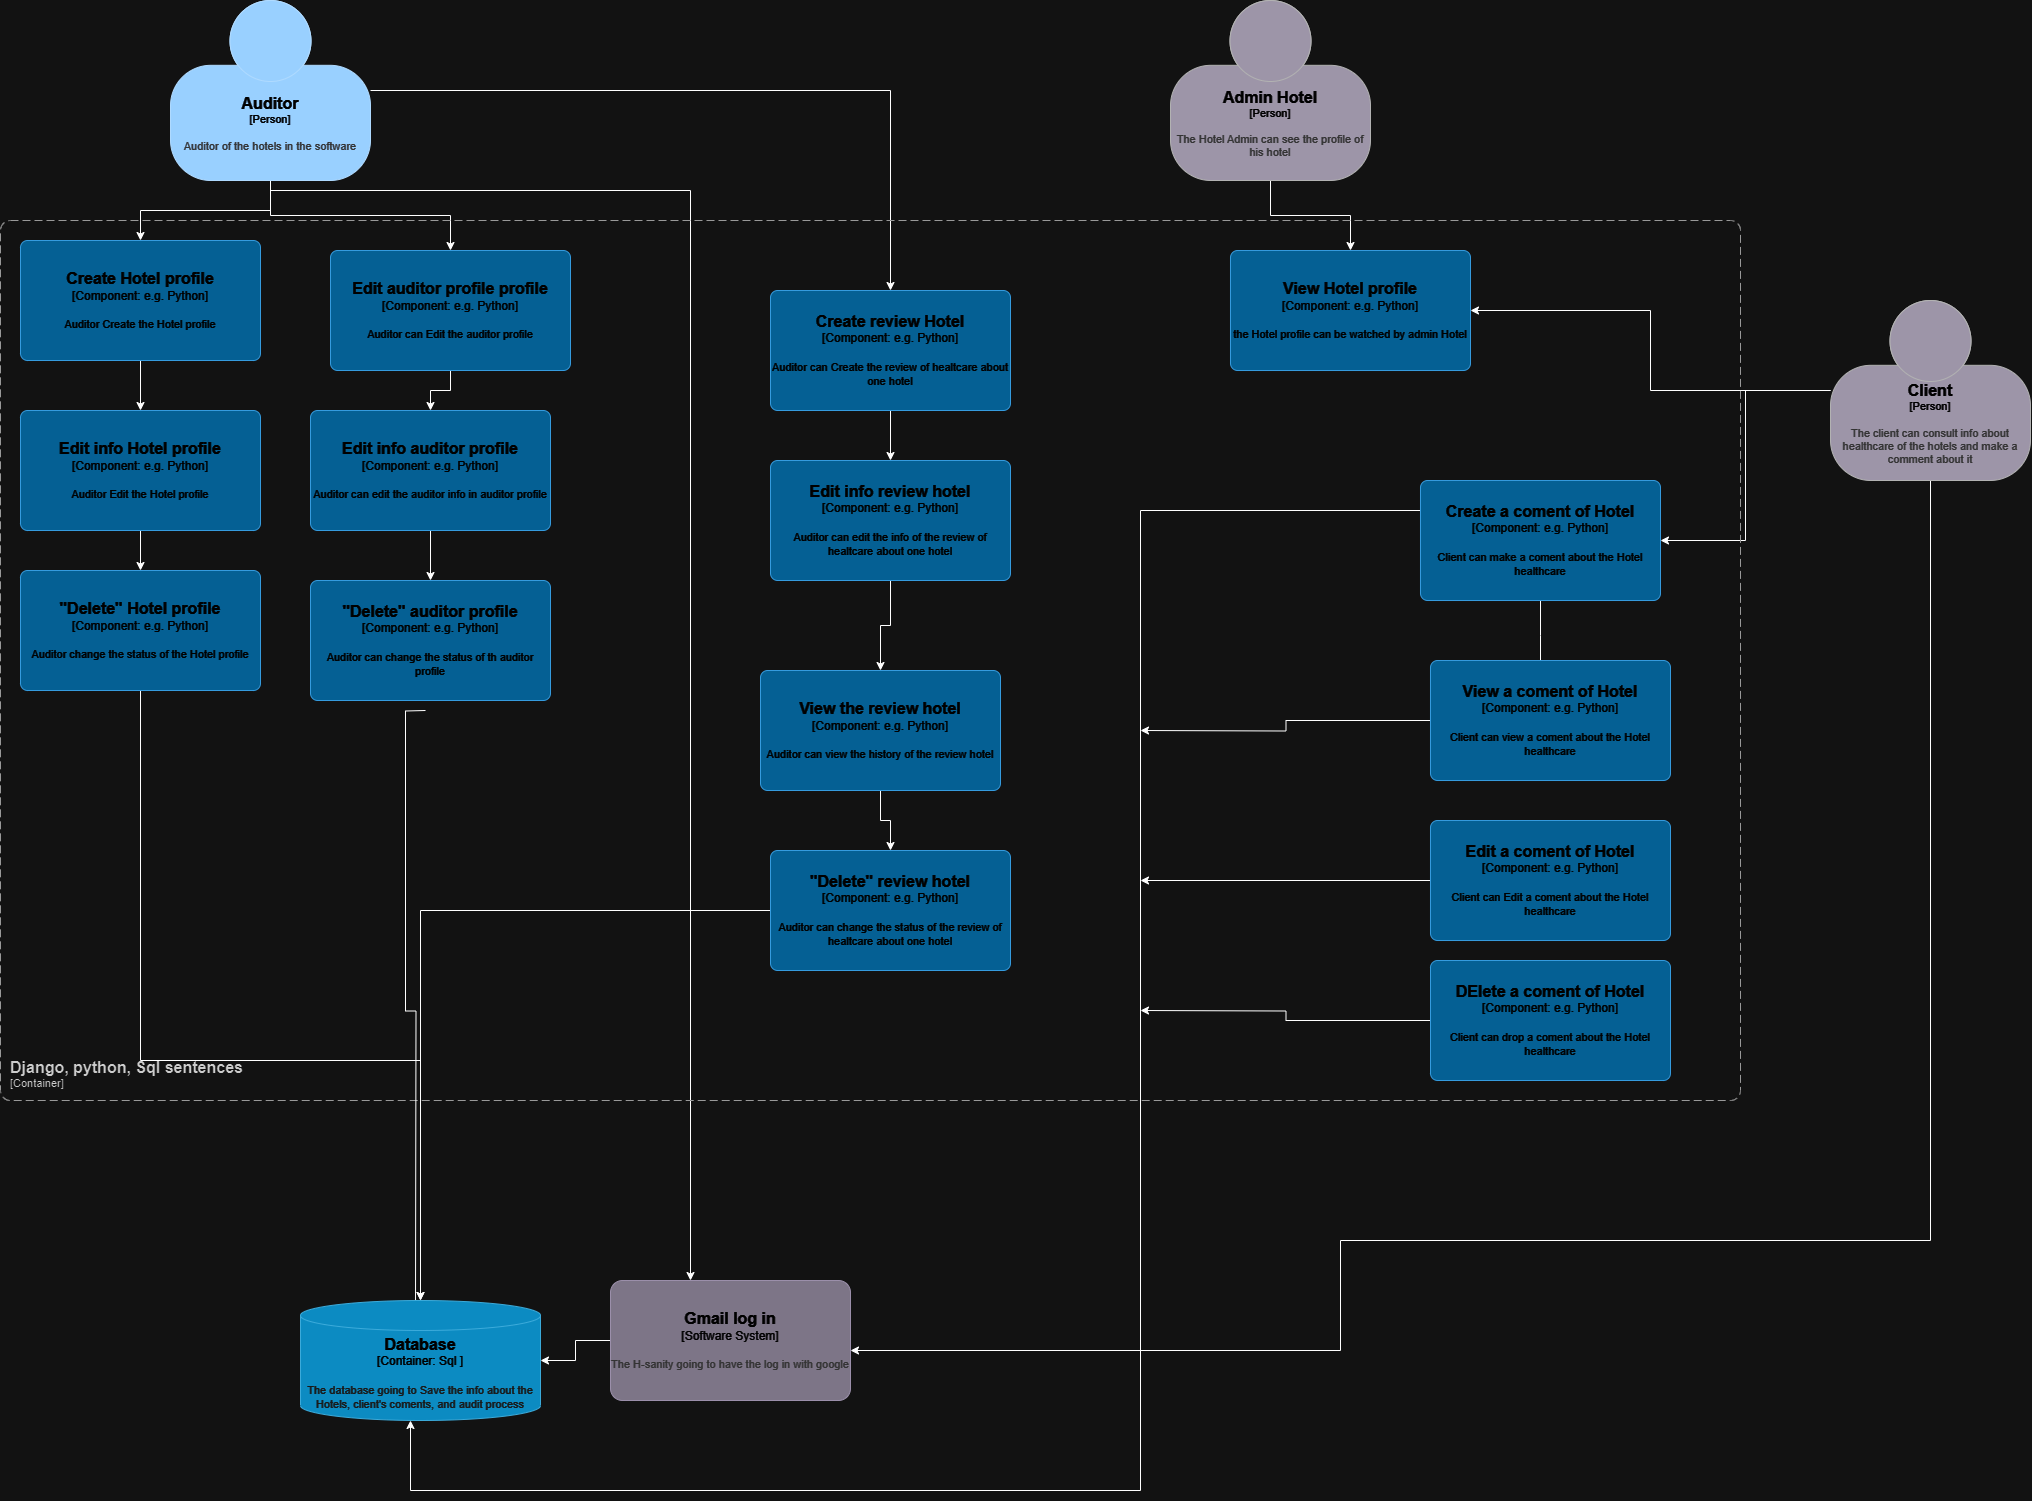 Auditor
[Person]
Auditor of the hotels in the software
Admin Hotel
[Person]
The Hotel Admin can see the profile of
his hotel
Create Hotel profile
[Component: e.g. Python]
Auditor Create the Hotel profile
Edit auditor profile profile
[Component: e.g. Python]
Auditor can Edit the auditor profile
Create review Hotel
[Component: e.g. Python]
Auditor can Create the review of healtcare about
one hotel
View Hotel profile
[Component: e.g. Python]
the Hotel profile can be watched by admin Hotel
Client
[Person]
The client can consult info about
healthcare of the hotels and make a
comment about it
Edit info Hotel profile
[Component: e.g. Python]
Auditor Edit the Hotel profile
Edit info auditor profile
[Component: e.g. Python]
Auditor can edit the auditor info in auditor profile
Edit info review hotel
[Component: e.g. Python]
Auditor can edit the info of the review of
healtcare about one hotel
Create a coment of Hotel
[Component: e.g. Python]
Client can make a coment about the Hotel
healthcare
"Delete" Hotel profile
[Component: e.g. Python]
Auditor change the status of the Hotel profile
"Delete" auditor profile
[Component: e.g. Python]
Auditor can change the status of th auditor
profile
View the review hotel
[Component: e.g. Python]
Auditor can view the history of the review hotel
View a coment of Hotel
[Component: e.g. Python]
Client can view a coment about the Hotel
healthcare
"Delete" review hotel
[Component: e.g. Python]
Auditor can change the status of the review of
healtcare about one hotel
Edit a coment of Hotel
[Component: e.g. Python]
Client can Edit a coment about the Hotel
healthcare
DElete a coment of Hotel
[Component: e.g. Python]
Client can drop a coment about the Hotel
healthcare
Django, python, Sql sentences
[Container]
Database
[Container: Sql ]
The database going to Save the info about the
Hotels, client's coments, and audit process
Gmail log in
[Software System]
The H-sanity going to have the log in with google